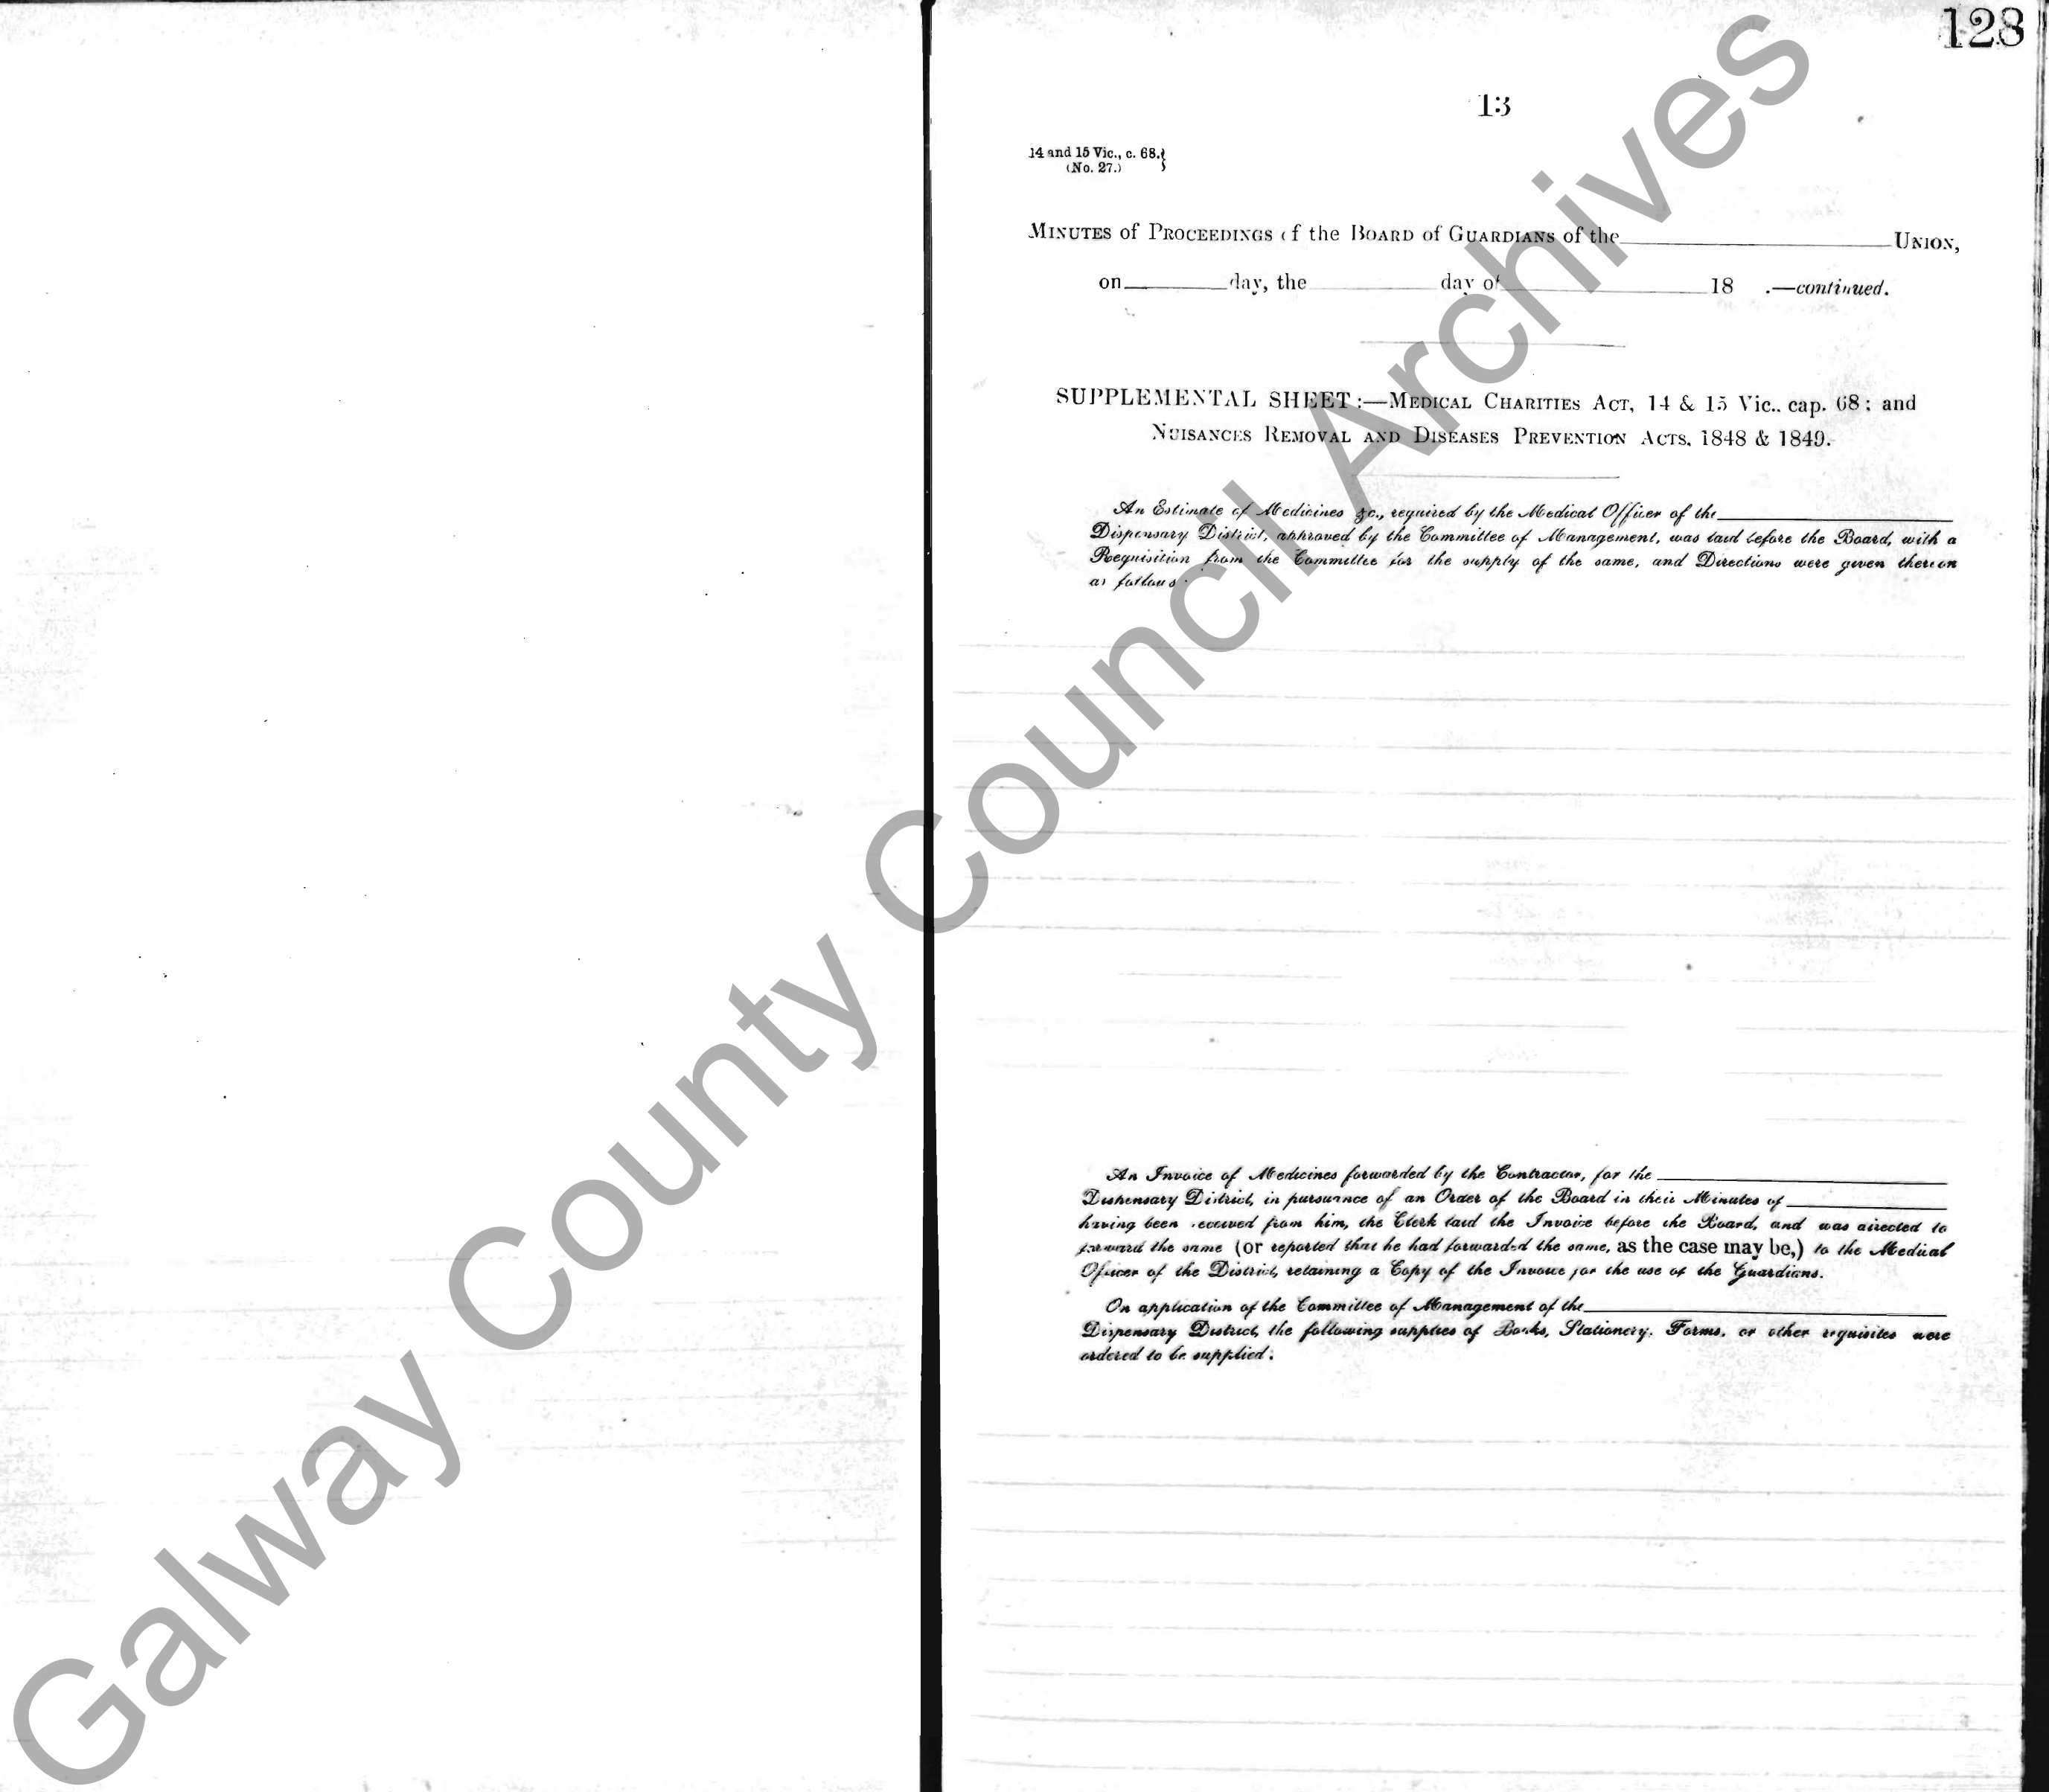 128
13
14 and 15 Vic., c. 68.}
(No. 27.)
MINUTES of PROCEEDINGS of the BOARD of GUARDIANS of the UNION,
on day, the day of 18 .—continued.
SUPPLEMENTAL SHEET:—MEDICAL CHARITIES ACT, 14 & 15 VIC., cap. 68; and
NUISANCES REMOVAL AND DISEASES PREVENTION ACTS, 1848 & 1849.
An Estimate of Medicines &c., required by the Medical Officer of the
Dispensary District, approved by the Committee of Management, was laid before the Board, with a
Requisition from the Committee for the supply of the same, and Directions were given thereon
as follows:
An Invoice of Medicines forwarded by the Contractor, for the
Dispensary District, in pursuance of an Order of the Board in their Minutes of
having been received from him, the Clerk laid the Invoice before the Board, and was directed to
forward the same (or reported that he had forwarded the same, as the case may be,) to the Medical
Officer of the District, retaining a Copy of the Invoice for the use of the Guardians.
On application of the Committee of Management of the
Dispensary District, the following supplies of Books, Stationery, Forms, or other requisites were
ordered to be supplied:
Galway County Council Archives